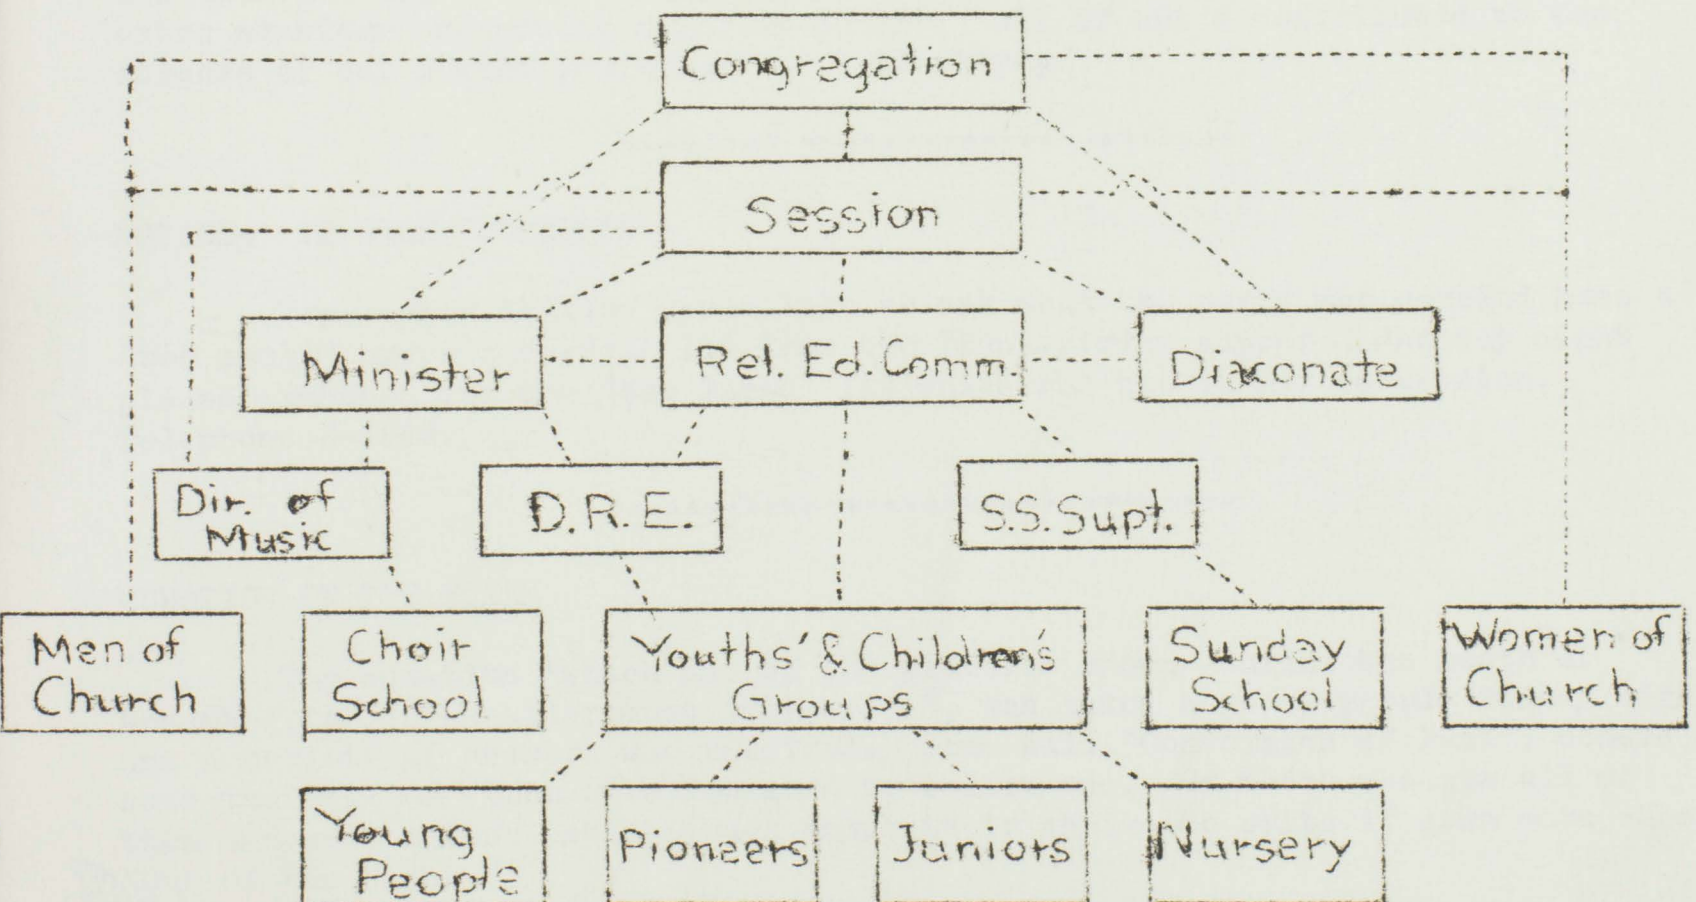 Congregation
Session
Minister
Rel. Ed. Comm.
Diaconate
Dir. of
Music
D.R.E.
S.S. Supt.
Men of
Church
Choir
School
Youths' & Children's
Groups
Sunday
School
Women of
Church
Young
People
Pioneers
Juniors
Nursery